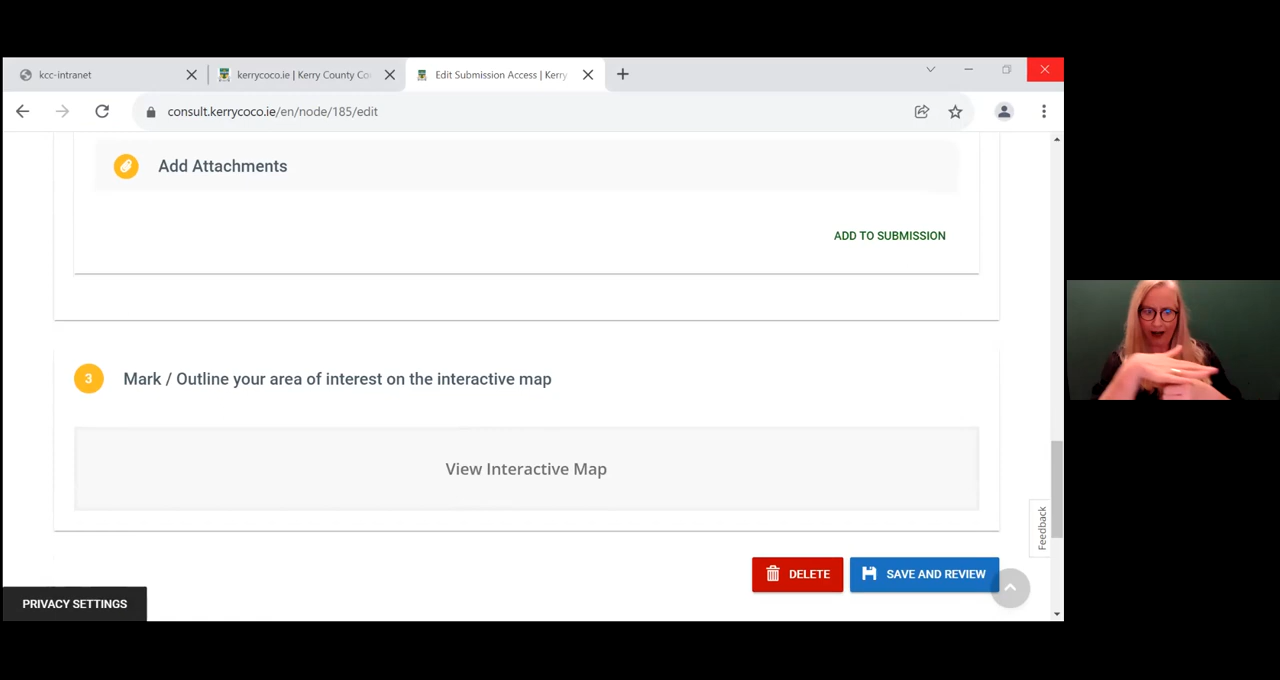 kcc-intranet
kerrycoco.ie | Kerry County Co
Edit Submission Access | Kerry
consult.kerrycoco.ie/en/node/185/edit
Add Attachments
ADD TO SUBMISSION
3 Mark / Outline your area of interest on the interactive map
View Interactive Map
Feedback
DELETE
SAVE AND REVIEW
PRIVACY SETTINGS